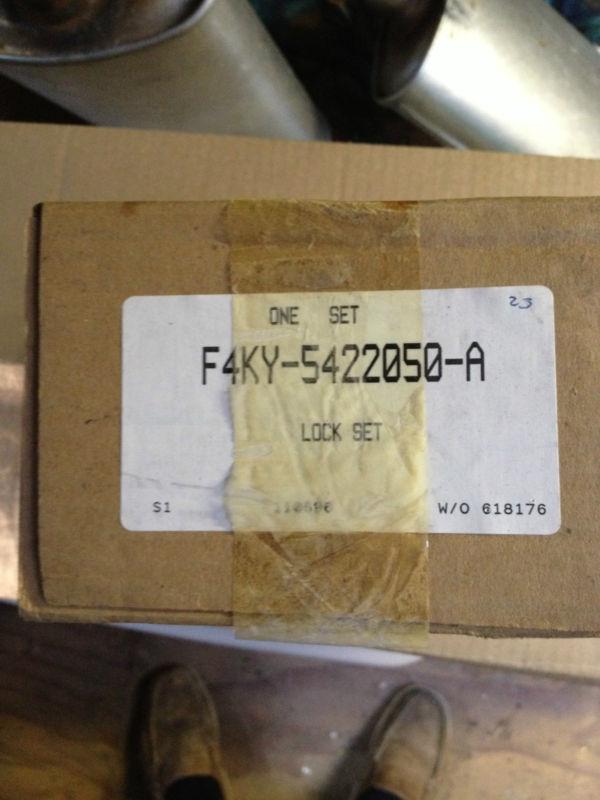 23
ONE SET
F4KY-5422050-A
LOCK SET
S1 W/O 618176